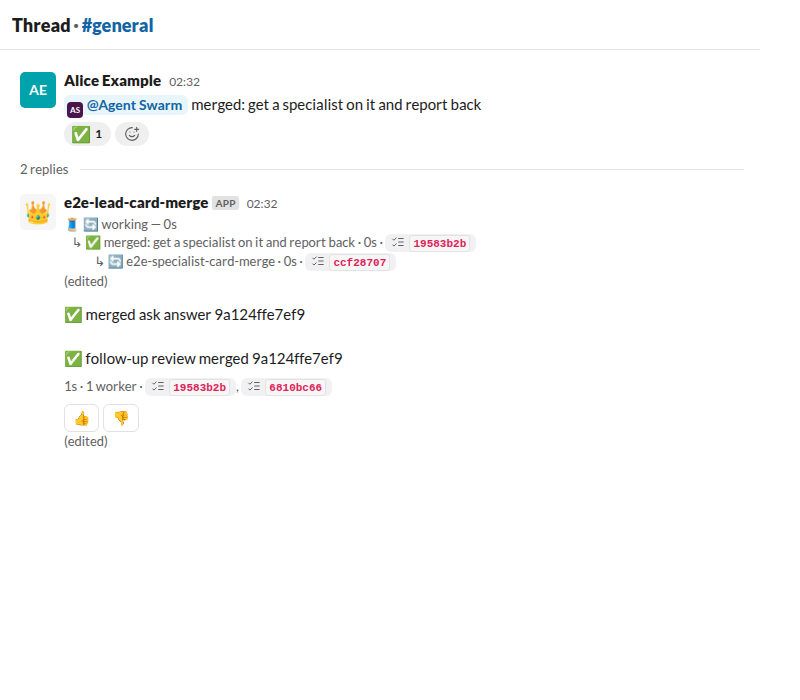 Thread • #general
AE
Alice Example 02:32
AS @Agent Swarm merged: get a specialist on it and report back
✅ 1
2 replies
e2e-lead-card-merge APP 02:32
🧵 🔄 working — 0s
↳ ✅ merged: get a specialist on it and report back · 0s · 19583b2b
↳ 🔄 e2e-specialist-card-merge · 0s · ccf28707
(edited)
✅ merged ask answer 9a124ffe7ef9
✅ follow-up review merged 9a124ffe7ef9
1s · 1 worker · 19583b2b , 6810bc66
👍 👎
(edited)